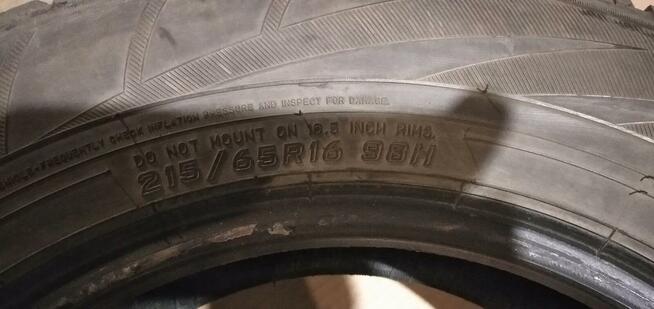 VEHICLE-FREQUENTLY CHECK INFLATION PRESSURE AND INSPECT FOR DAMAGE.
DO NOT MOUNT ON 16.5 INCH RIMS.
215/65R16 98H